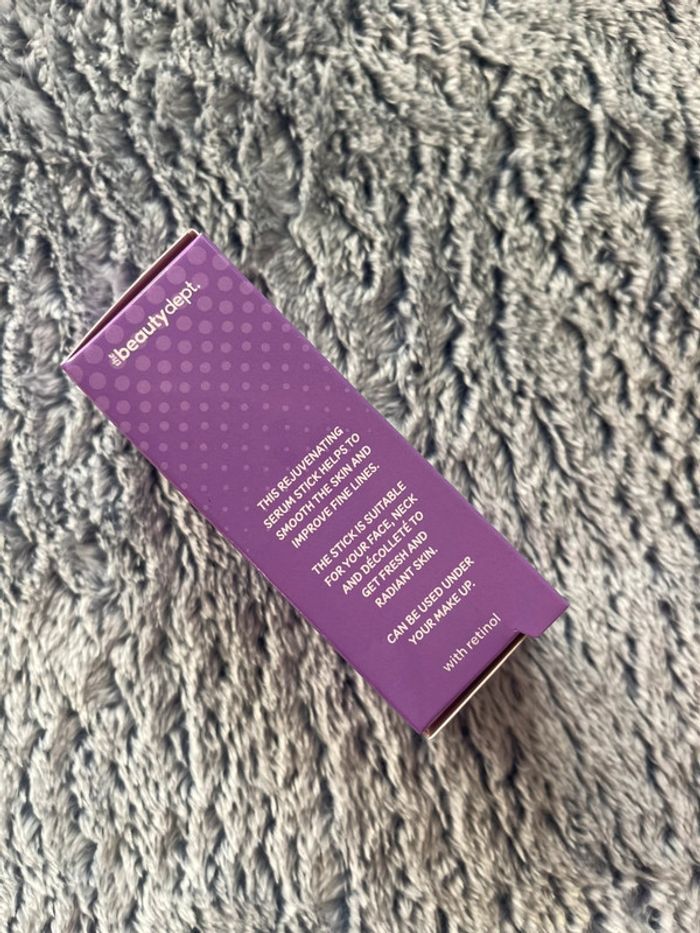 the beautydept.
THIS REJUVENATING
SERUM STICK HELPS TO
SMOOTH THE SKIN AND
IMPROVE FINE LINES.
THE STICK IS SUITABLE
FOR YOUR FACE, NECK
AND DÉCOLLETÉ TO
GET FRESH AND
RADIANT SKIN.
CAN BE USED UNDER
YOUR MAKE UP.
with retinol